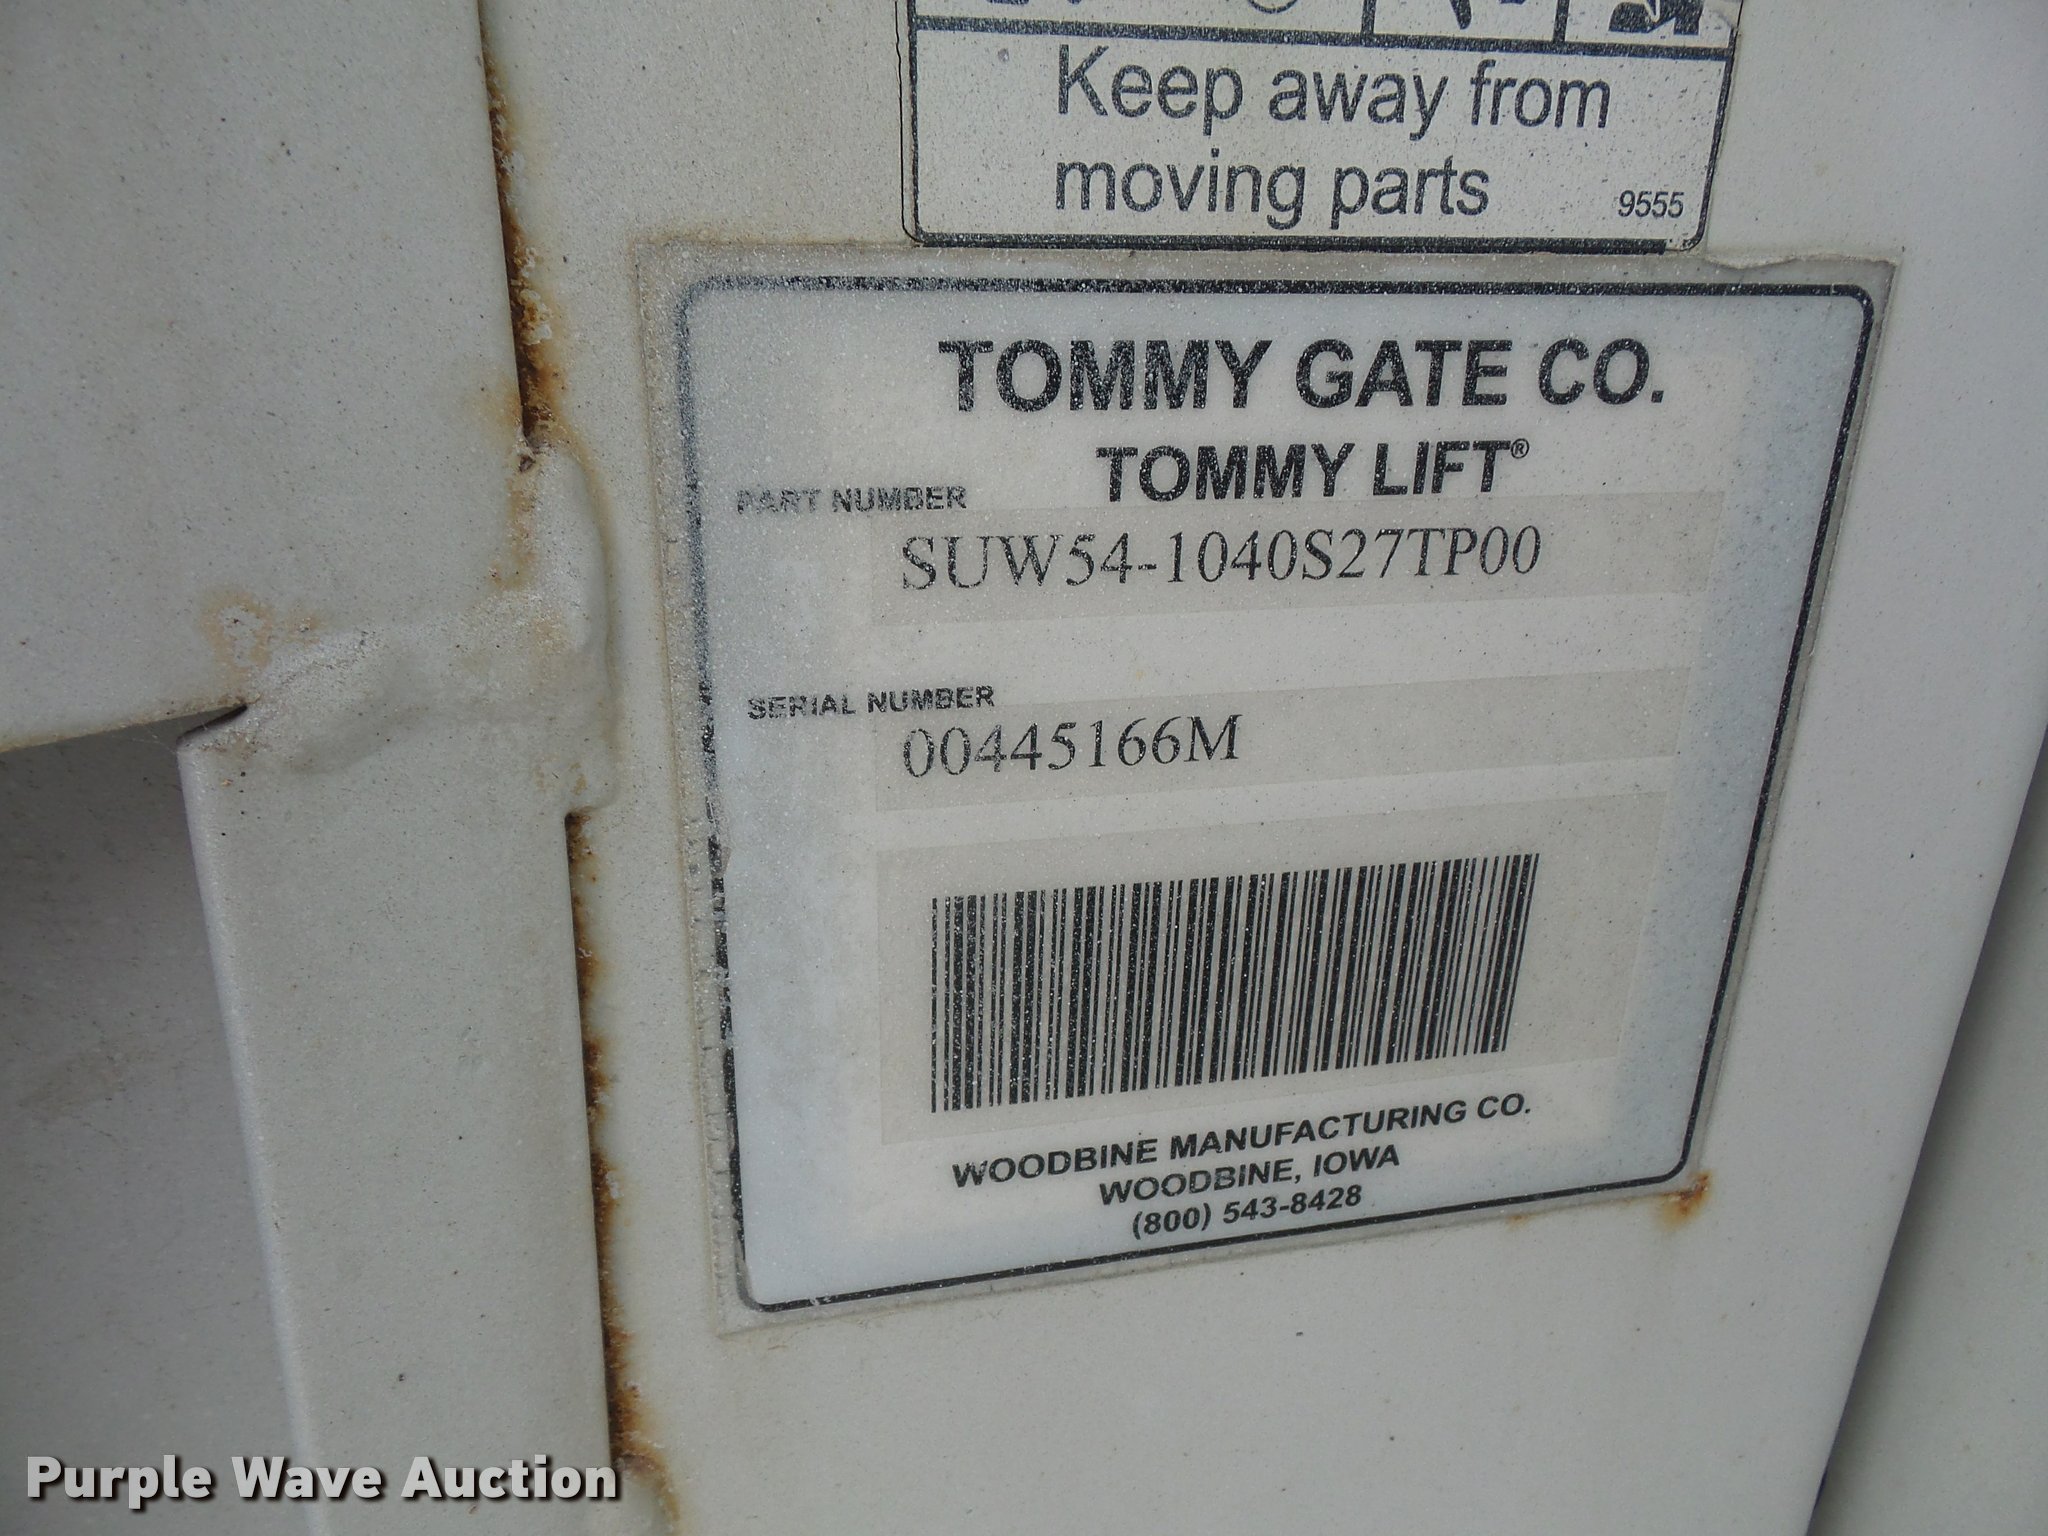 Keep away from
moving parts
9555
TOMMY GATE CO.
TOMMY LIFT®
PART NUMBER
SUW54-1040S27TP00
SERIAL NUMBER
00445166M
WOODBINE MANUFACTURING CO.
WOODBINE, IOWA
(800) 543-8428
Purple Wave Auction